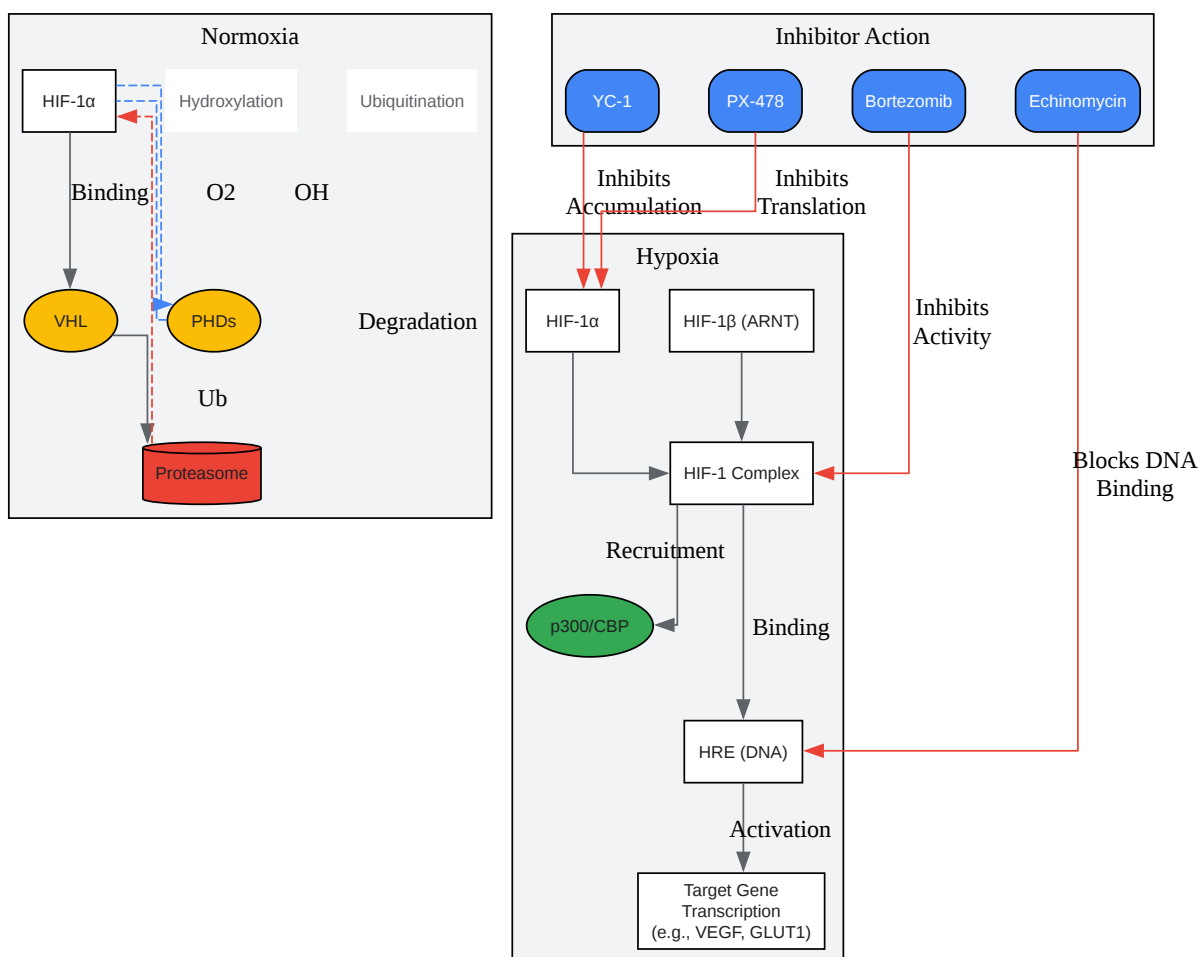 Normoxia
HIF-1α
Hydroxylation
Ubiquitination
Binding
O2
OH
VHL
PHDs
Degradation
Ub
Proteasome
Inhibitor Action
YC-1
PX-478
Bortezomib
Echinomycin
Inhibits
Accumulation
Inhibits
Translation
Inhibits
Activity
Blocks DNA
Binding
Hypoxia
HIF-1α
HIF-1β (ARNT)
HIF-1 Complex
Recruitment
p300/CBP
Binding
HRE (DNA)
Activation
Target Gene
Transcription
(e.g., VEGF, GLUT1)